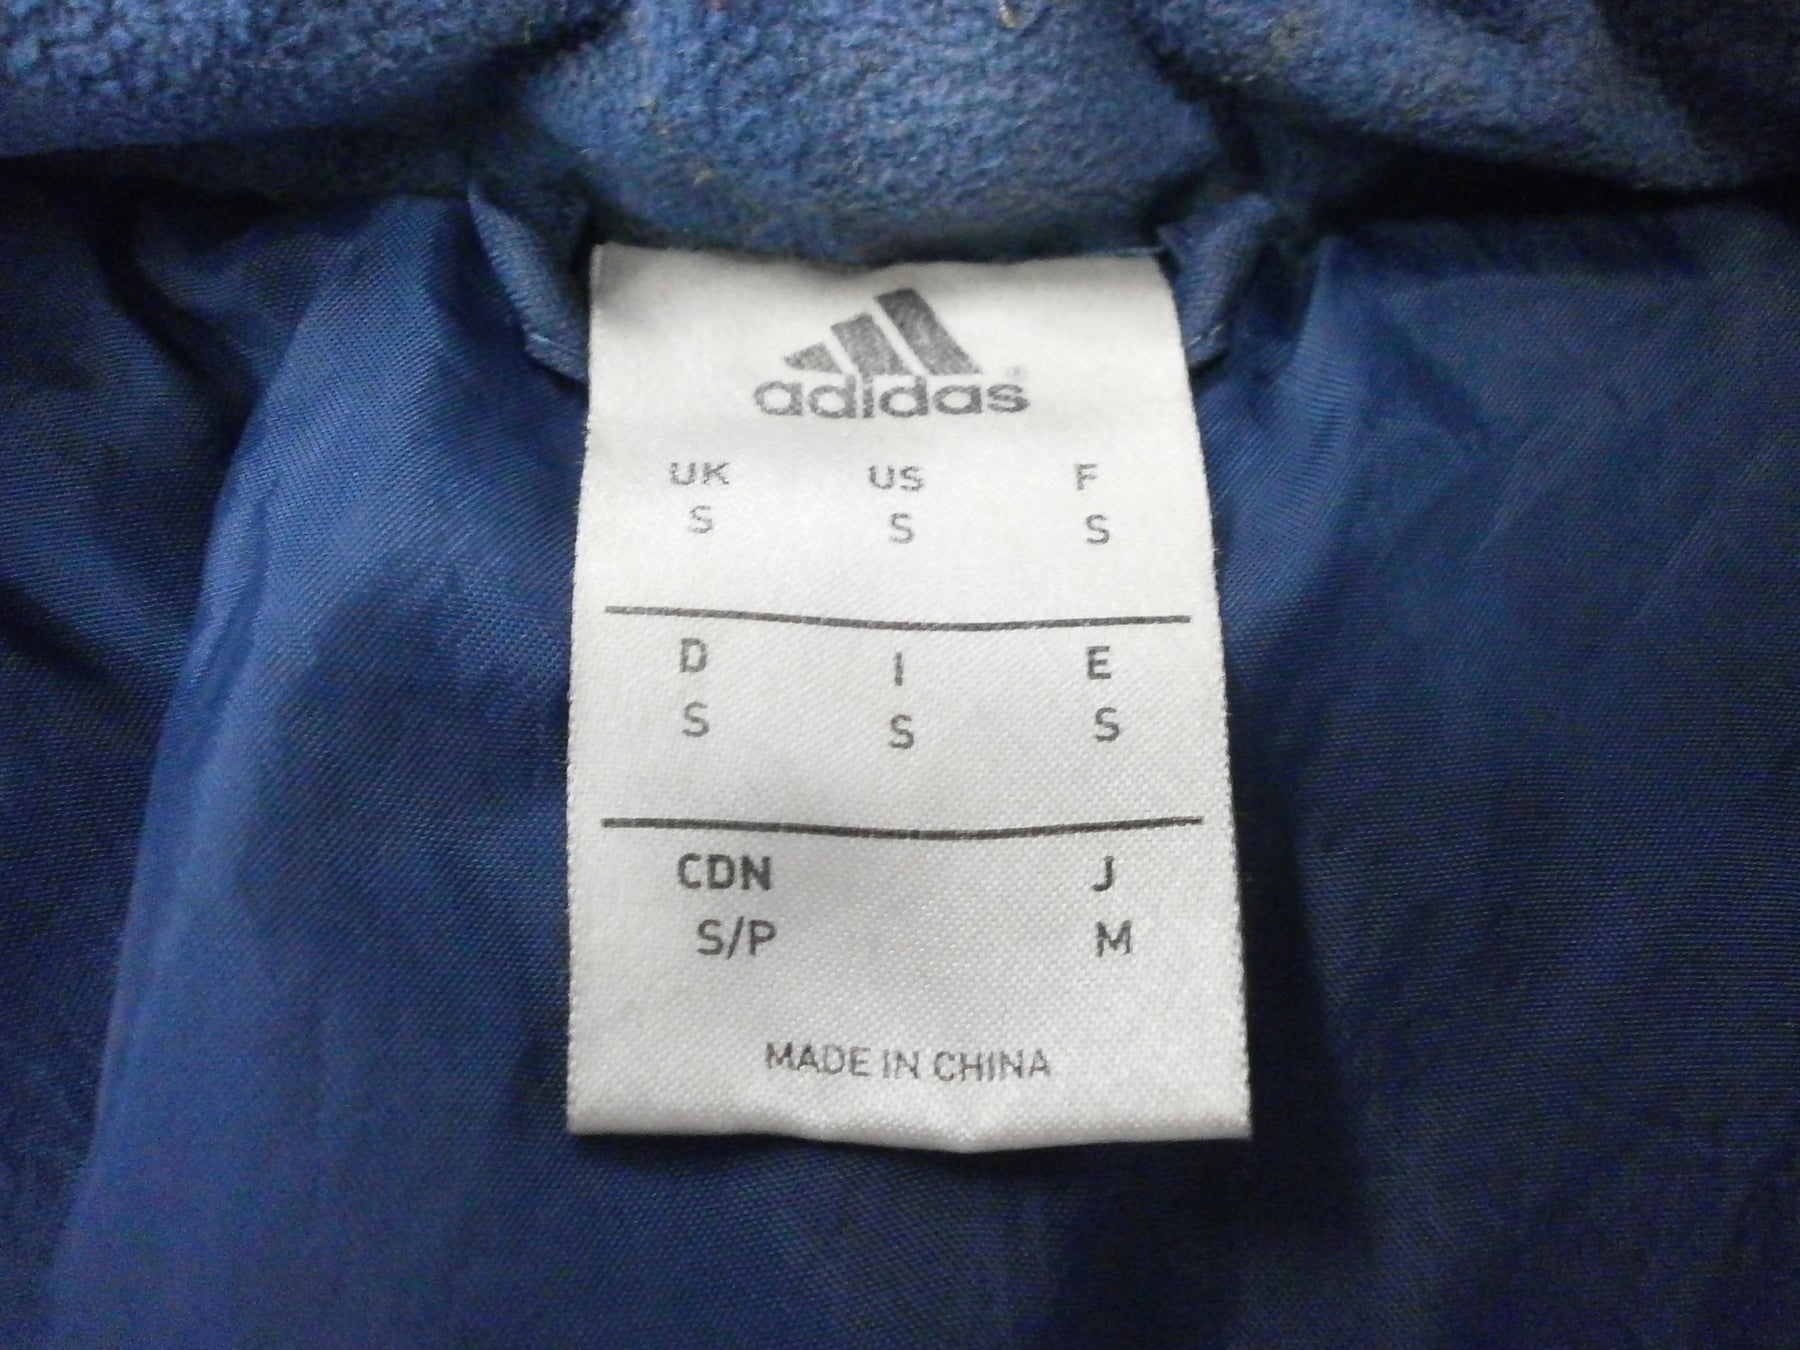 adidas®
UK US F
S S S
D I E
S S S
CDN J
S/P M
MADE IN CHINA